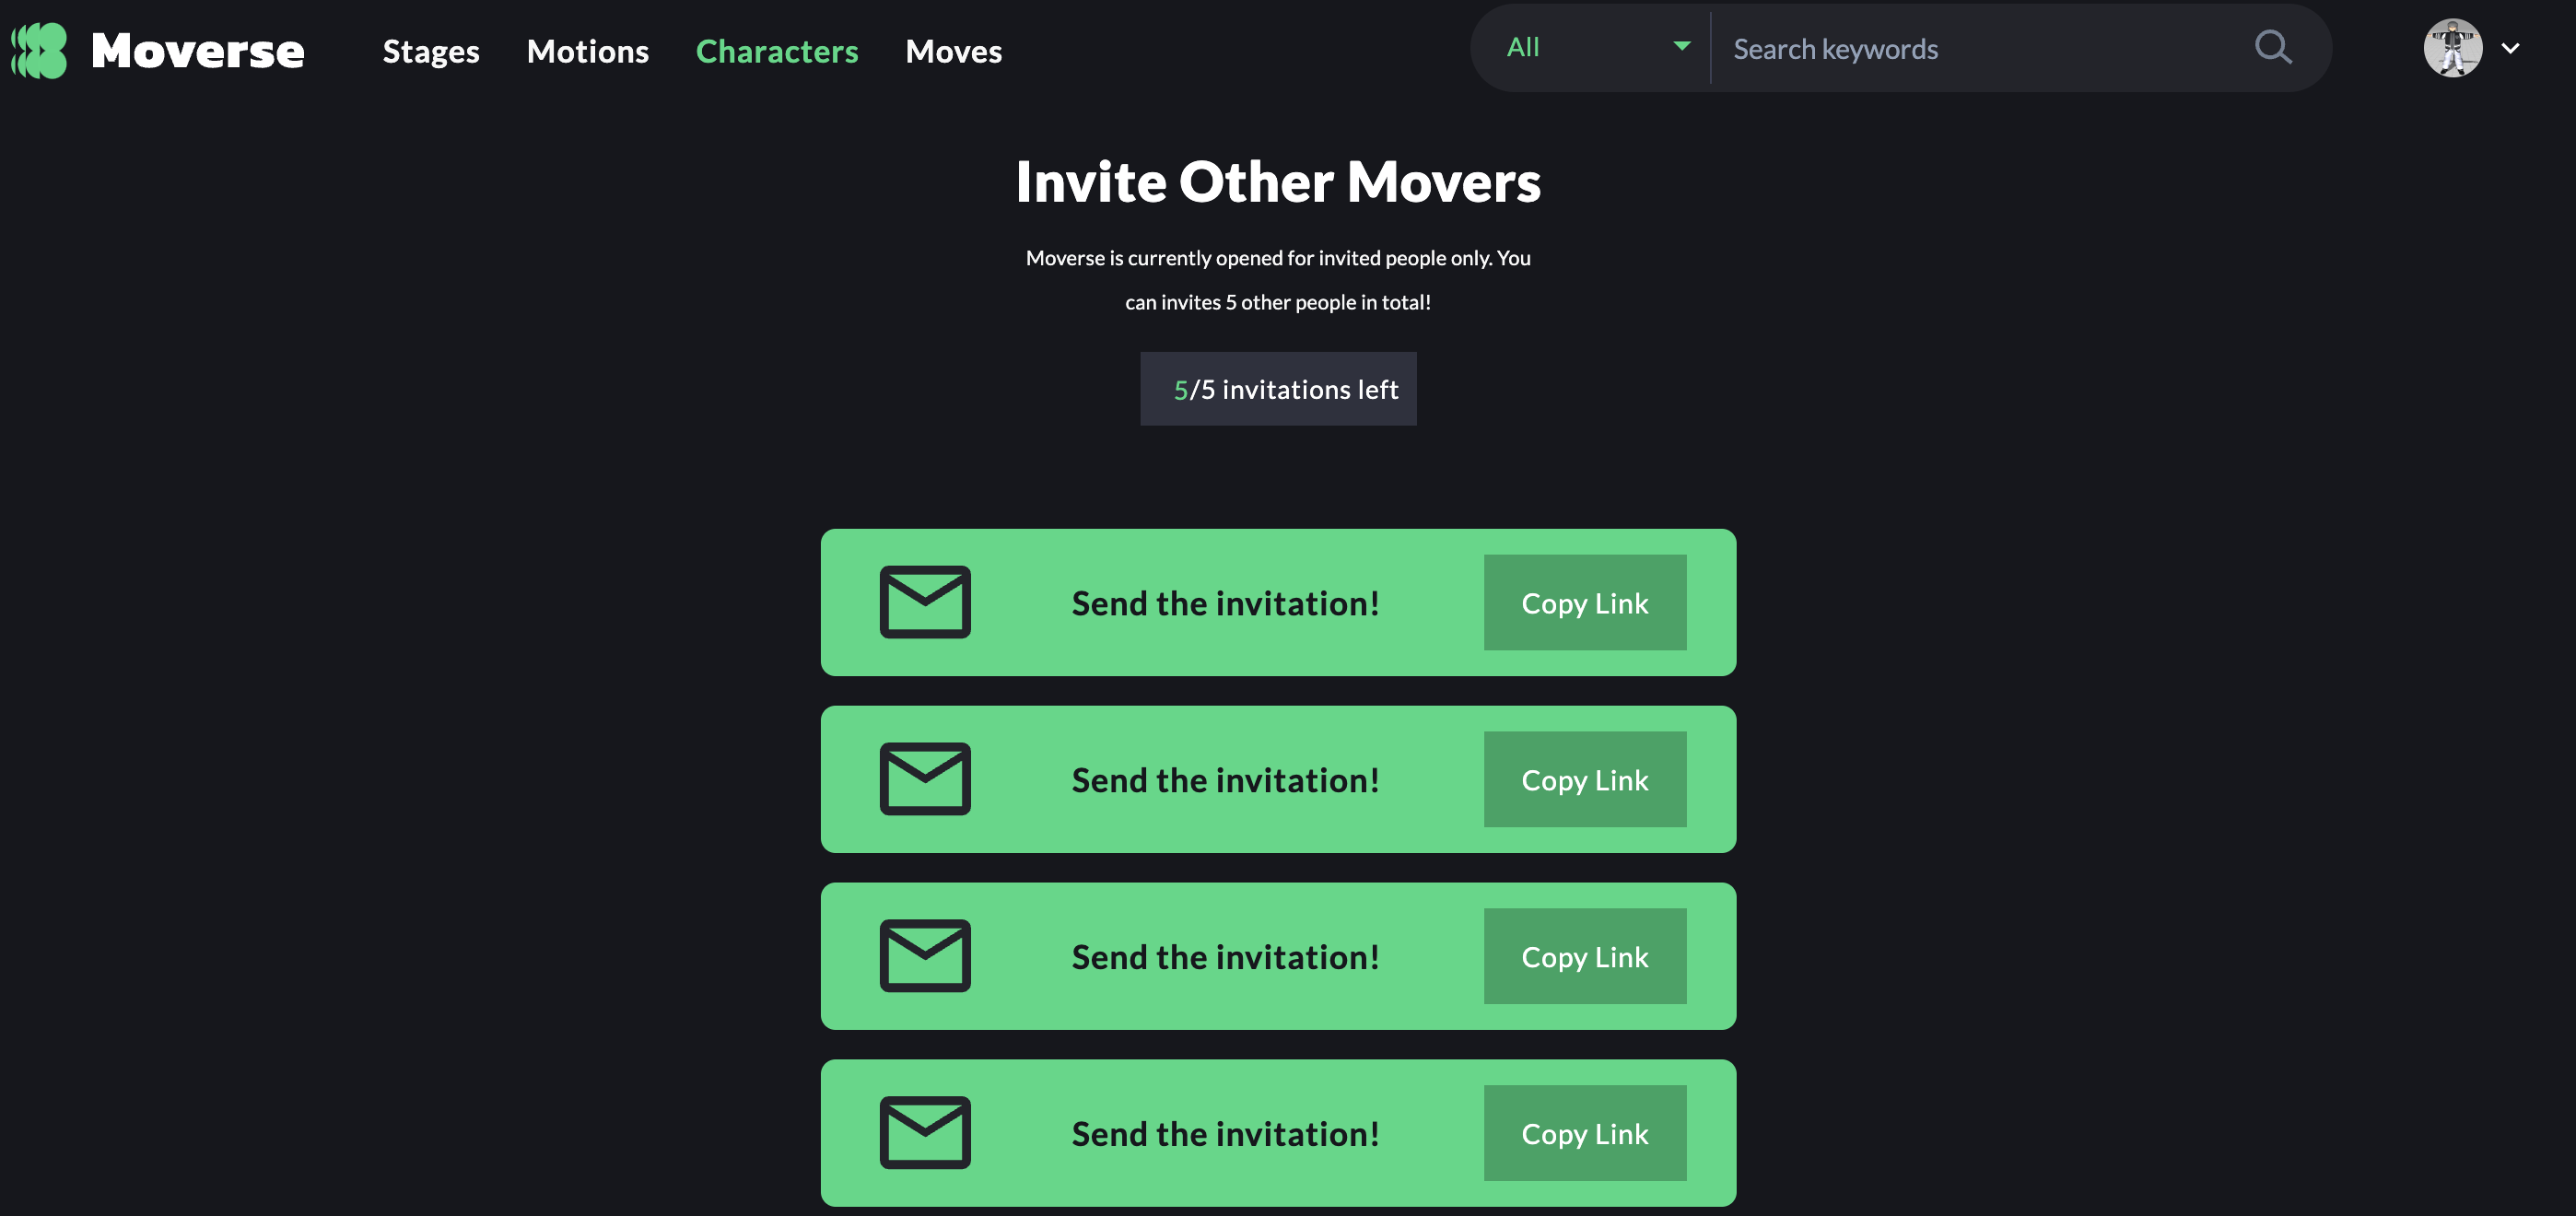 Moverse
Stages
Motions
Characters
Moves
All
Search keywords
Invite Other Movers
Moverse is currently opened for invited people only. You
can invites 5 other people in total!
5/5 invitations left
Send the invitation!
Copy Link
Send the invitation!
Copy Link
Send the invitation!
Copy Link
Send the invitation!
Copy Link